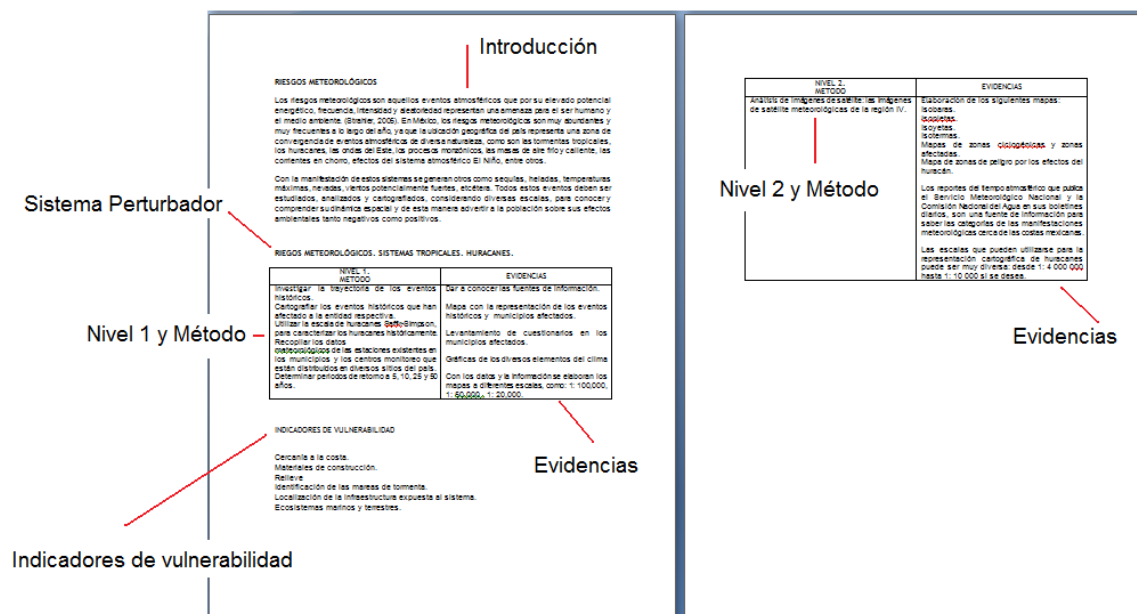 Introducción
RIESGOS METEOROLÓGICOS
Los riesgos meteorológicos son aquellos eventos atmosféricos que por su elevado potencial
energético, frecuencia, intensidad y aleatoriedad representan una amenaza para el ser humano y
el medio ambiente. (Strahler, 2005). En México, los riesgos meteorológicos son muy abundantes y
muy frecuentes a lo largo del año, ya que la ubicación geográfica del país representa una zona de
convergencia de eventos atmosféricos de diversa naturaleza, como son las tormentas tropicales,
los huracanes, las ondas del Este, los procesos monzónicos, las masas de aire frío y caliente, las
corrientes en chorro, efectos del sistema atmosférico El Niño, entre otros.
Con la manifestación de estos sistemas se generan otros como sequías, heladas, temperaturas
máximas, nevadas, viertos potencialmente fuertes, etcétera. Todos estos eventos deben ser
estudiados, analizados y cartografiados, considerando diversas escalas, para conocer y
comprender su dinámica espacial y de esta manera advertir a la población sobre sus efectos
ambientales tanto negativos como positivos.
Sistema Perturbador
RIEGOS METEOROLÓGICOS. SISTEMAS TROPICALES. HURACANES.
NIVEL 1.
METODO
Investigar la trayectoria de los eventos
históricos.
Cartografiar los eventos históricos que han
afectado a la entidad respectiva.
Utilizar la escala de huracanes Saffir-Simpson,
para caracterizar los huracanes históricamente.
Recopilar los datos
meteorológicos de las estaciones existentes en
los municipios y los centros monitoreo que
están distribuidos en diversos sitios del país.
Determinar periodos de retorno a 5, 10, 25 y 50
años.
EVIDENCIAS
Dar a conocer las fuentes de información.
Mapa con la representación de los eventos
históricos y municipios afectados.
Levantamiento de cuestionarios en los
municipios afectados.
Gráficas de los diversos elementos del clima
Con los datos y la información se elaboran los
mapas a diferentes escalas, como: 1: 100,000,
1: 50,000, 1: 20,000.
Nivel 1 y Método
Evidencias
INDICADORES DE VULNERABILIDAD
Cercanía a la costa.
Materiales de construcción.
Relieve
Identificación de las mareas de tormenta.
Localización de la infraestructura expuesta al sistema.
Ecosistemas marinos y terrestres.
Indicadores de vulnerabilidad
NIVEL 2.
METODO
Análisis de imágenes de satélite: las imágenes
de satélite meteorológicas de la región IV.
EVIDENCIAS
Elaboración de los siguientes mapas:
Isobaras.
Isopletas.
Isoyetas.
Isotermas.
Mapas de zonas ciclogénicas y zonas
afectadas.
Mapa de zonas de peligro por los efectos del
huracán.
Los reportes del tiempo atmosférico que publica
el Servicio Meteorológico Nacional y la
Comisión Nacional del Agua en sus boletines
diarios, son una fuente de información para
saber las categorías de las manifestaciones
meteorológicas cerca de las costas mexicanas.
Las escalas que pueden utilizarse para la
representación cartográfica de huracanes
puede ser muy diversa: desde 1: 4 000 000
hasta 1: 10 000 si se desea.
Nivel 2 y Método
Evidencias